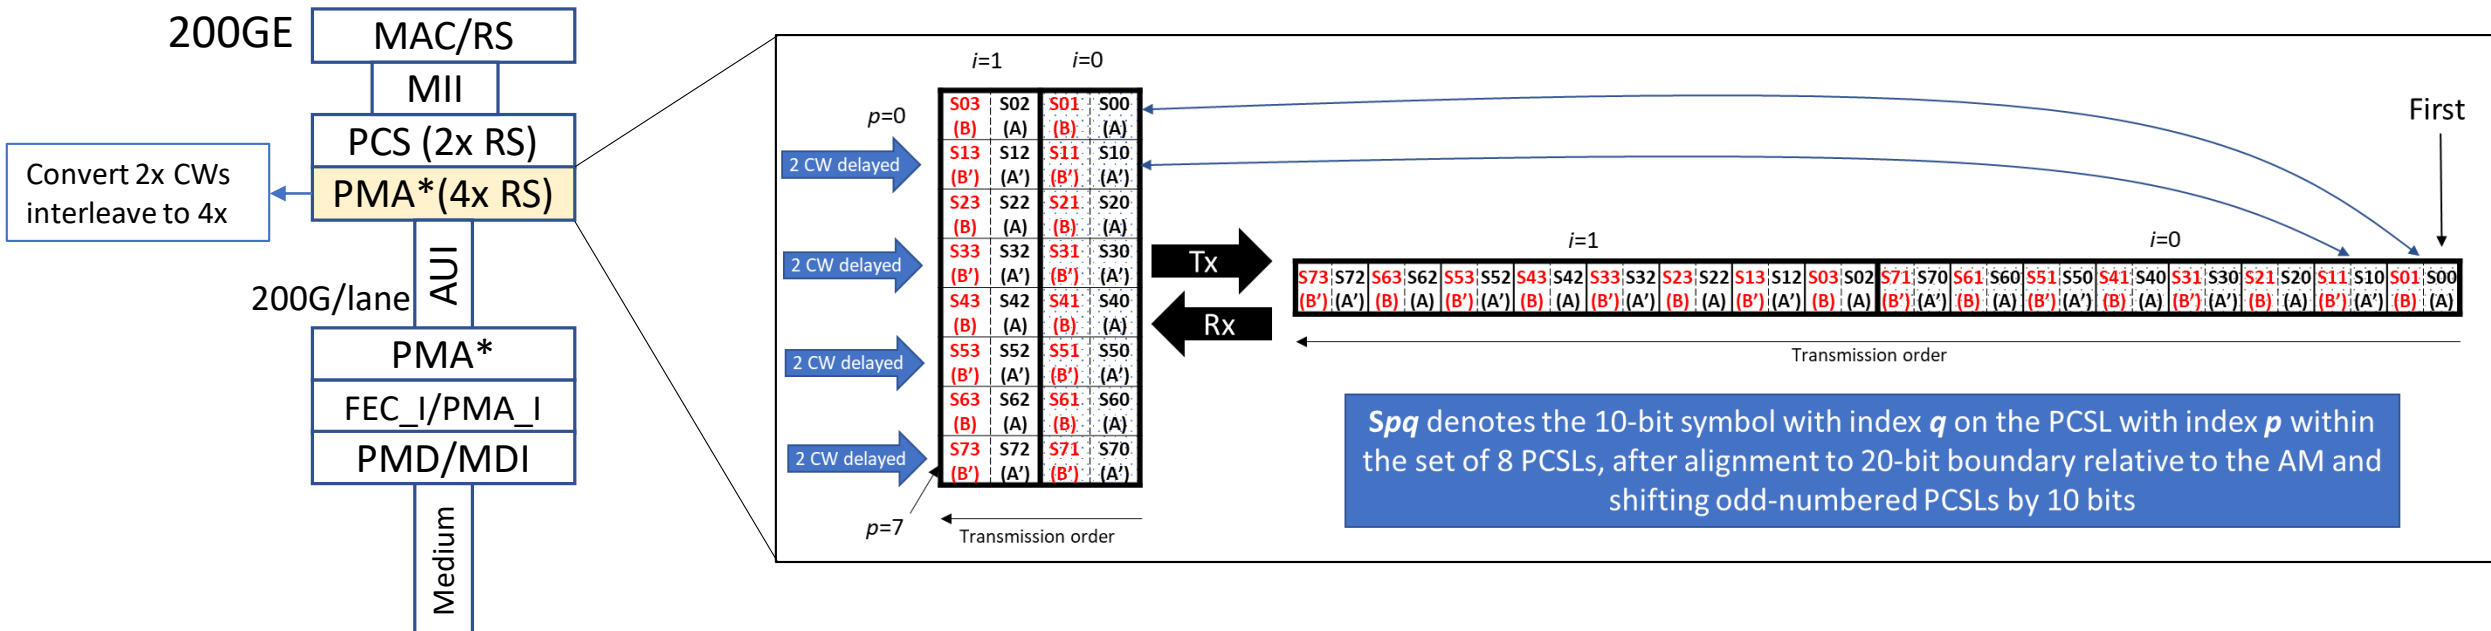 200GE
MAC/RS
MII
PCS (2x RS)
PMA*(4x RS)
Convert 2x CWs
interleave to 4x
AUI
200G/lane
PMA*
FEC_I/PMA_I
PMD/MDI
Medium
i=1 i=0
p=0
S03 S02 S01 S00
(B) (A) (B) (A)
2 CW delayed
S13 S12 S11 S10
(B’) (A’) (B’) (A’)
S23 S22 S21 S20
(B) (A) (B) (A)
2 CW delayed
S33 S32 S31 S30
(B’) (A’) (B’) (A’)
S43 S42 S41 S40
(B) (A) (B) (A)
2 CW delayed
S53 S52 S51 S50
(B’) (A’) (B’) (A’)
S63 S62 S61 S60
(B) (A) (B) (A)
2 CW delayed
S73 S72 S71 S70
(B’) (A’) (B’) (A’)
p=7
Transmission order
Tx
Rx
First
i=1 i=0
S73 S72 S63 S62 S53 S52 S43 S42 S33 S32 S23 S22 S13 S12 S03 S02 S71 S70 S61 S60 S51 S50 S41 S40 S31 S30 S21 S20 S11 S10 S01 S00
(B’) (A’) (B) (A) (B’) (A’) (B) (A) (B’) (A’) (B) (A) (B’) (A’) (B) (A) (B’) (A’) (B) (A) (B’) (A’) (B) (A) (B’) (A’) (B) (A) (B’) (A’) (B) (A)
Transmission order
Spq denotes the 10-bit symbol with index q on the PCSL with index p within
the set of 8 PCSLs, after alignment to 20-bit boundary relative to the AM and
shifting odd-numbered PCSLs by 10 bits